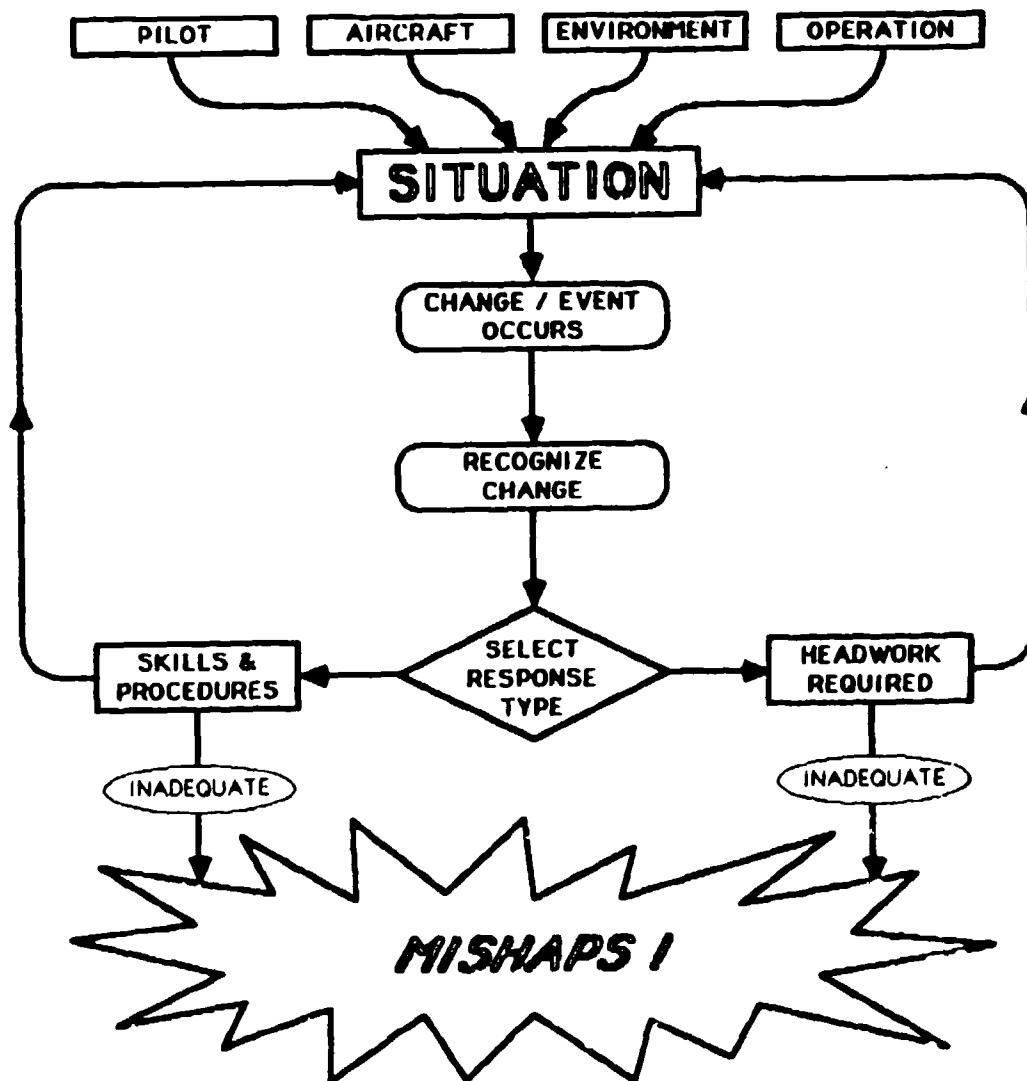 PILOT
AIRCRAFT
ENVIRONMENT
OPERATION
SITUATION
CHANGE / EVENT
OCCURS
RECOGNIZE
CHANGE
SELECT
RESPONSE
TYPE
SKILLS &
PROCEDURES
HEADWORK
REQUIRED
INADEQUATE
INADEQUATE
MISHAPS !